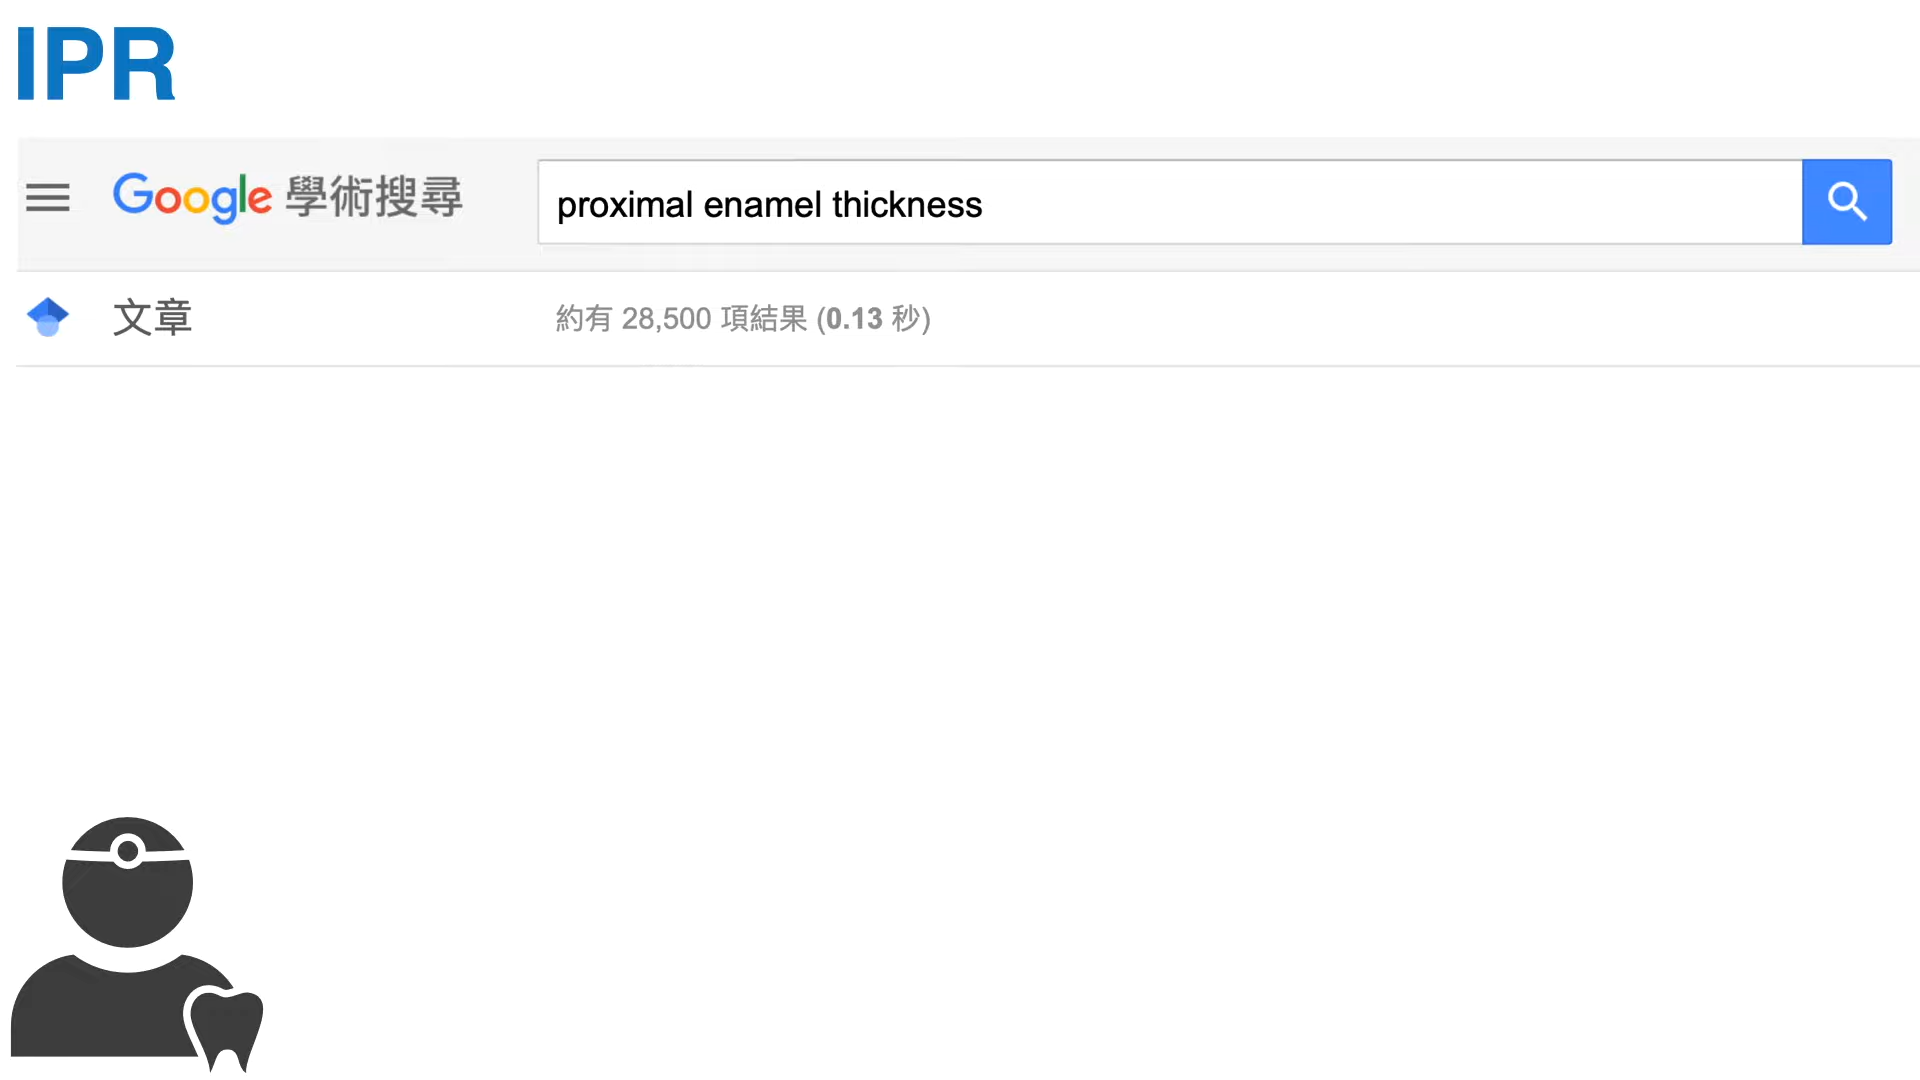 IPR
Google 學術搜尋
proximal enamel thickness
文章
約有 28,500 項結果 (0.13 秒)